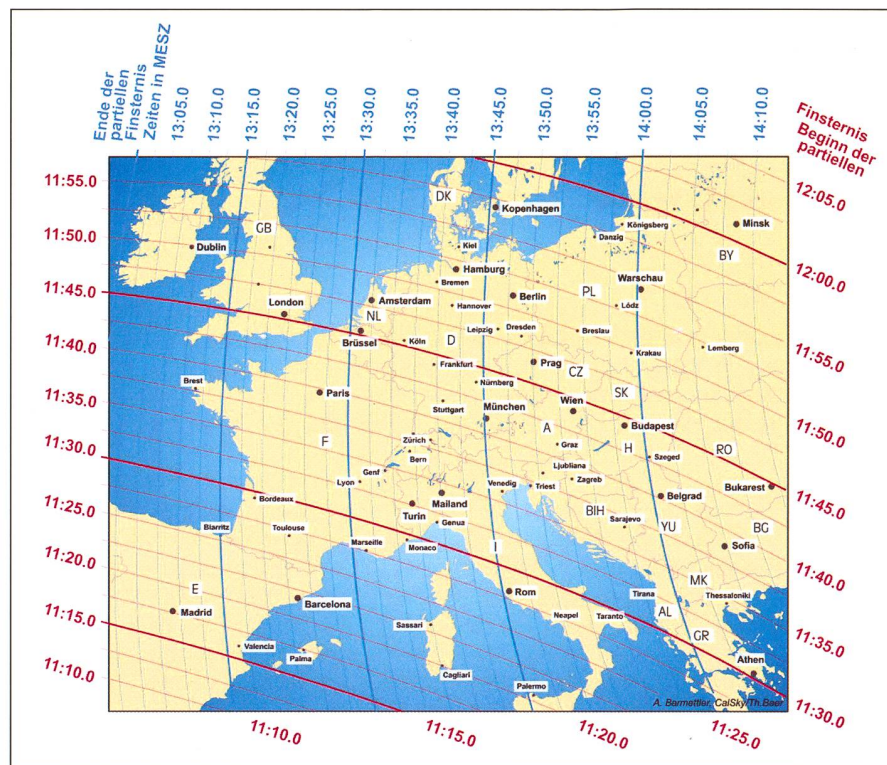 Ende der
partiellen
Finsternis
Zeiten in MESZ
13:05.0
13:10.0
13:15.0
13:20.0
13:25.0
13:30.0
13:35.0
13:40.0
13:45.0
13:50.0
13:55.0
14:00.0
14:05.0
14:10.0
Finsternis
Beginn der
partiellen
11:55.0
11:50.0
11:45.0
11:40.0
11:35.0
11:30.0
11:25.0
11:20.0
11:15.0
11:10.0
12:05.0
12:00.0
11:55.0
11:50.0
11:45.0
11:40.0
11:35.0
11:30.0
DK
Kopenhagen
Königsberg
Minsk
GB
Danzig
Dublin
Kiel
BY
Hamburg
Bremen
Warschau
London
Amsterdam
Berlin
PL
Hannover
Lódz
NL
Brüssel
Leipzig
Dresden
Breslau
Köln
D
Krakau
Lemberg
Frankfurt
Prag
CZ
Brest
Nürnberg
Paris
SK
Stuttgart
München
Wien
Budapest
F
Zürich
A
Graz
H
RO
Bern
Szeged
Genf
Ljubliana
Lyon
Venedig
Triest
Zagreb
Bukarest
Bordeaux
Mailand
Belgrad
Turin
BIH
Biarritz
Toulouse
Genua
Sarajevo
YU
BG
Marseille
Monaco
I
Sofia
E
MK
Madrid
Barcelona
Rom
Tirana
Thessaloniki
Sassari
Neapel
Taranto
AL
Valencia
Palma
GR
Cagliari
Athen
Palermo
A. Barmettler, CalSky/Th.Baer
11:10.0
11:15.0
11:20.0
11:25.0